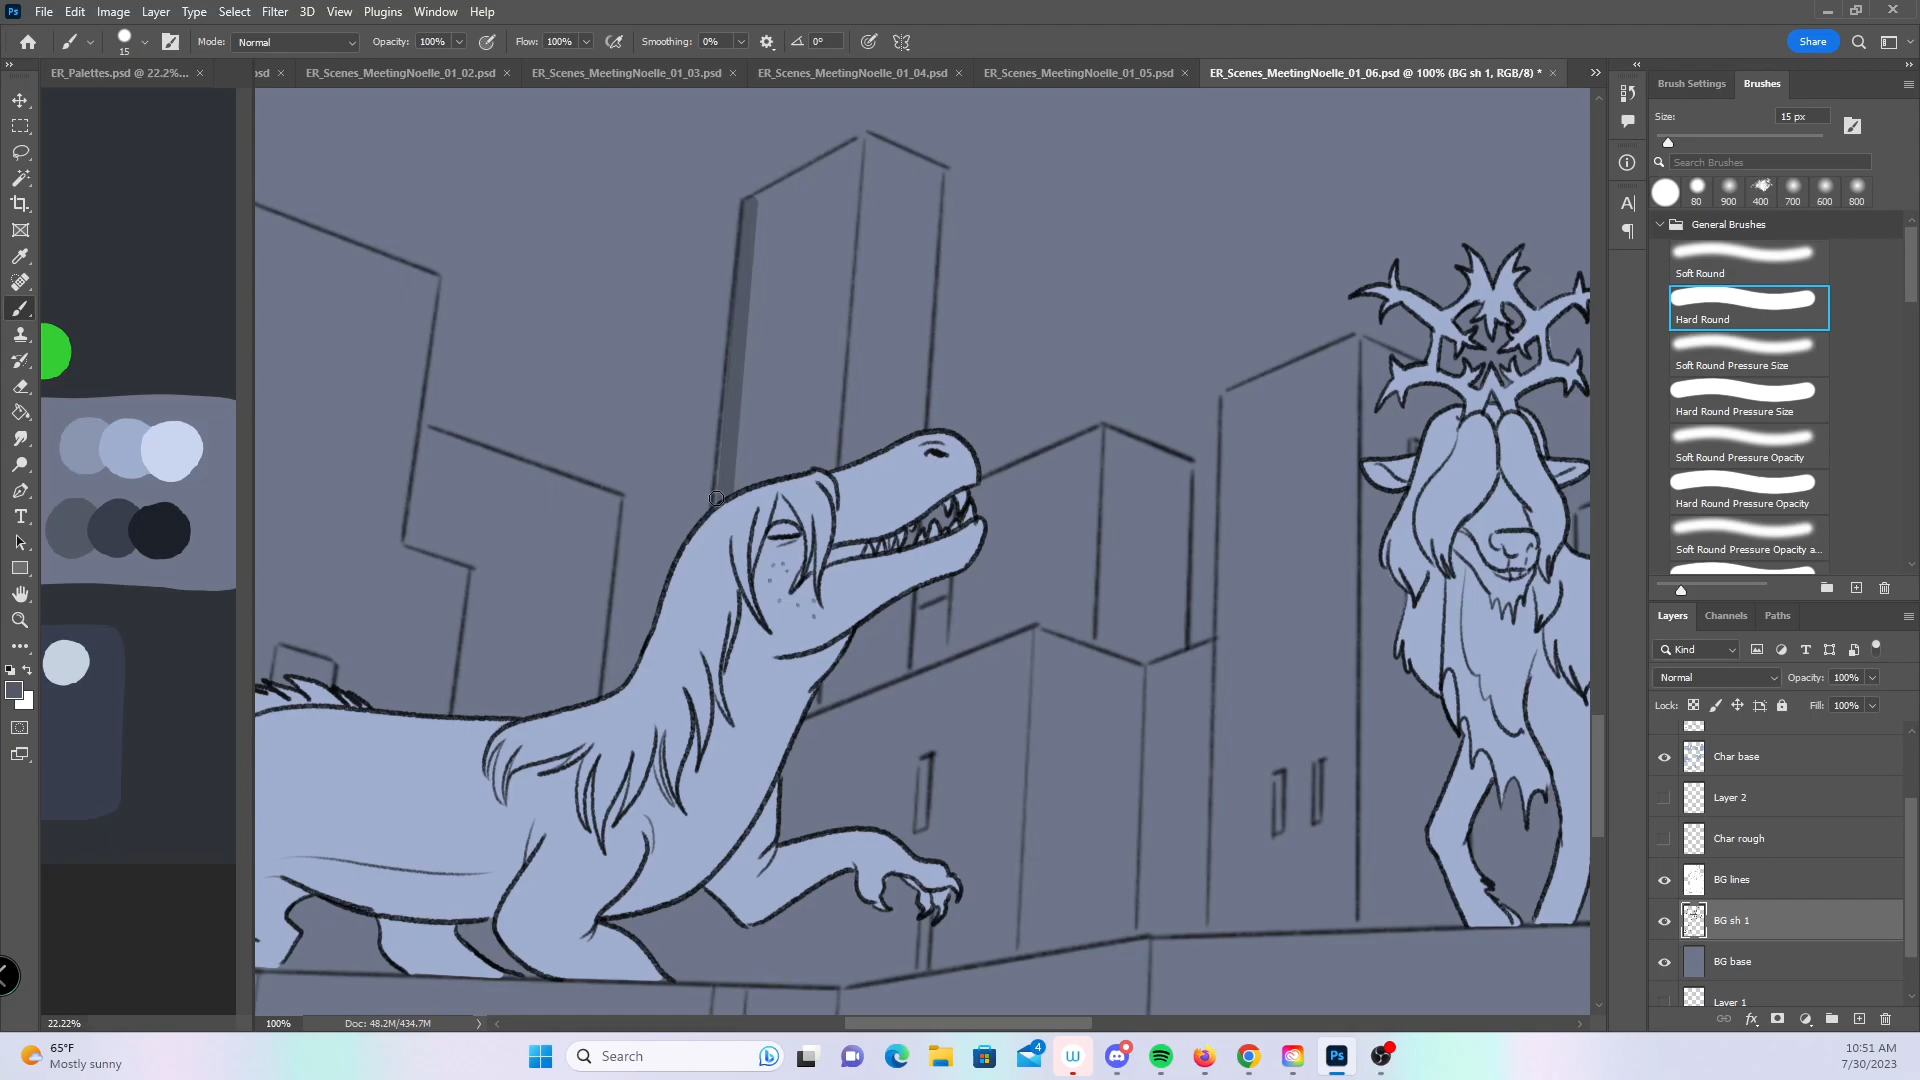 Ps File Edit Image Layer Type Select Filter 3D View Plugins Window Help
15 Mode: Normal Opacity: 100% Flow: 100% Smoothing: 0% 0° Share
ER_Palettes.psd @ 22.2%... × psd × ER_Scenes_MeetingNoelle_01_02.psd × ER_Scenes_MeetingNoelle_01_03.psd × ER_Scenes_MeetingNoelle_01_04.psd × ER_Scenes_MeetingNoelle_01_05.psd × ER_Scenes_MeetingNoelle_01_06.psd @ 100% (BG sh 1, RGB/8) * ×
Brush Settings Brushes
Size: 15 px
Search Brushes
80 900 400 700 600 800
General Brushes
Soft Round
Hard Round
Soft Round Pressure Size
Hard Round Pressure Size
Soft Round Pressure Opacity
Hard Round Pressure Opacity
Soft Round Pressure Opacity a...
Layers Channels Paths
Kind
Normal Opacity: 100%
Lock: Fill: 100%
Char base
Layer 2
Char rough
BG lines
BG sh 1
BG base
Layer 1
22.22% 100% Doc: 48.2M/434.7M
65°F
Mostly sunny
Search
4
Ps
10:51 AM
7/30/2023